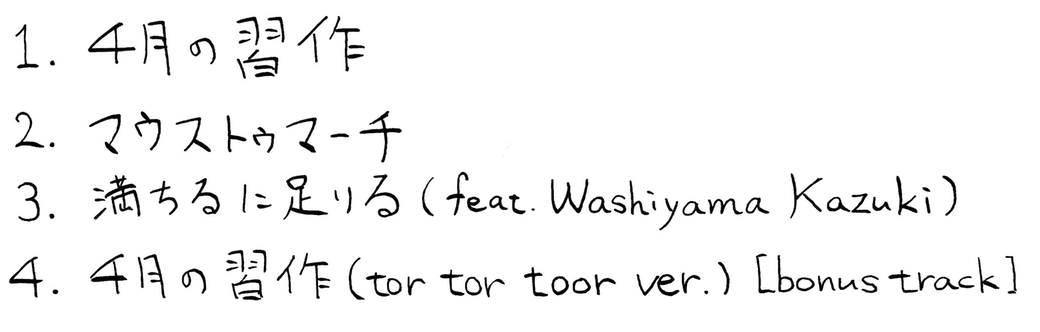 1. 4月の習作
2. マウストゥマーチ
3. 満ちるに足りる (feat. Washiyama Kazuki)
4. 4月の習作 (tor tor toor ver.) [bonus track]